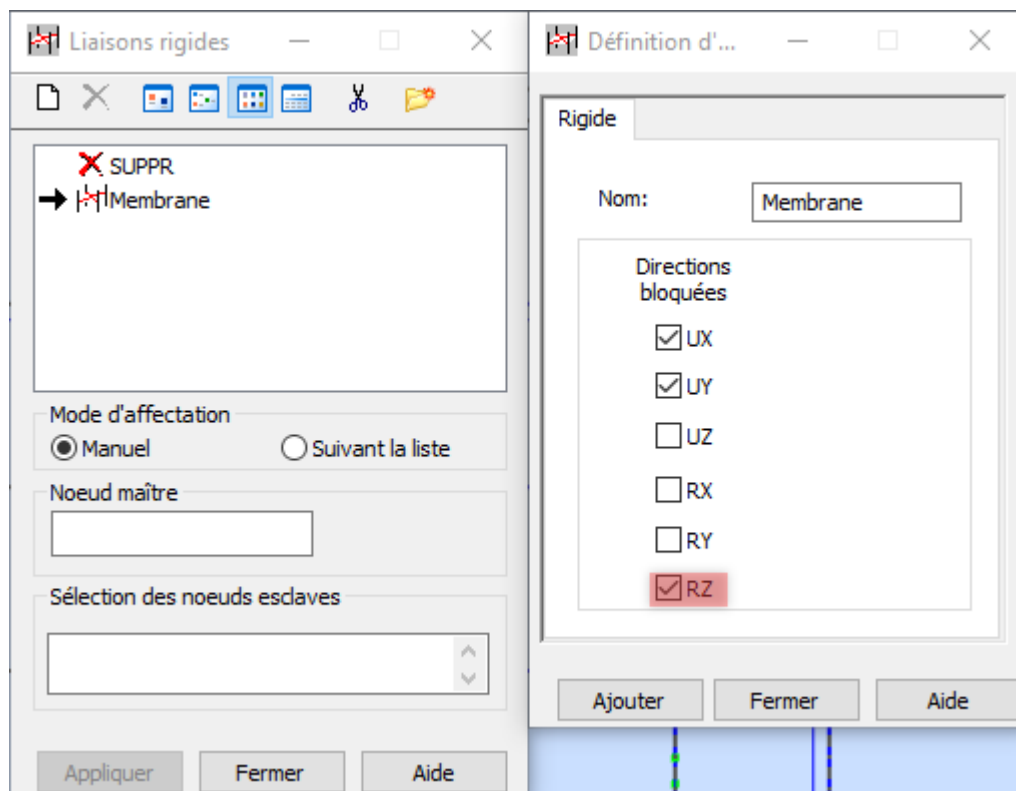 Liaisons rigides
SUPPR
Membrane
Mode d'affectation
Manuel
Suivant la liste
Noeud maître
Sélection des noeuds esclaves
Appliquer
Fermer
Aide
Définition d'...
Rigide
Nom:
Membrane
Directions
bloquées
UX
UY
UZ
RX
RY
RZ
Ajouter
Fermer
Aide